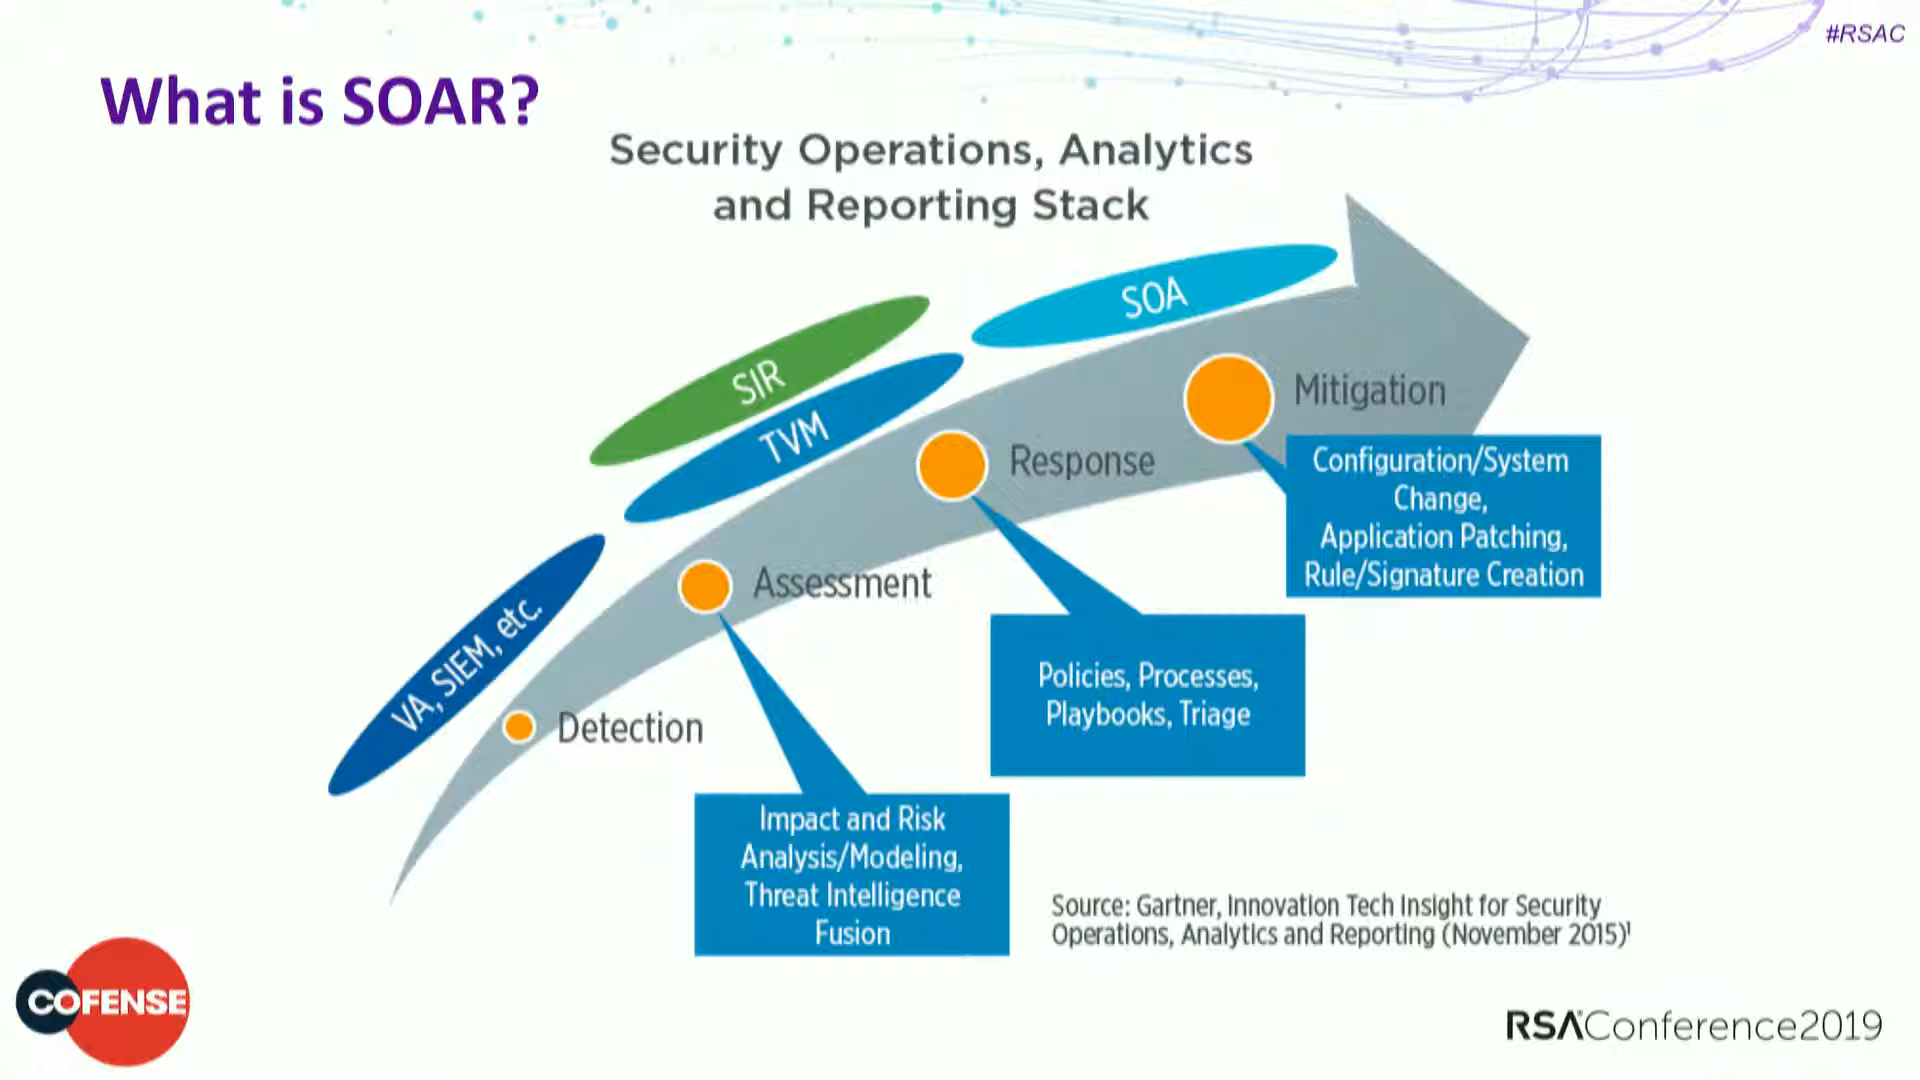 #RSAC
What is SOAR?
Security Operations, Analytics
and Reporting Stack
SOA
SIR
TVM
VA, SIEM, etc.
Mitigation
Configuration/System
Change,
Application Patching,
Rule/Signature Creation
Response
Policies, Processes,
Playbooks, Triage
Assessment
Impact and Risk
Analysis/Modeling,
Threat Intelligence
Fusion
Detection
Source: Gartner, Innovation Tech Insight for Security
Operations, Analytics and Reporting (November 2015)¹
COFENSE
RSAConference2019